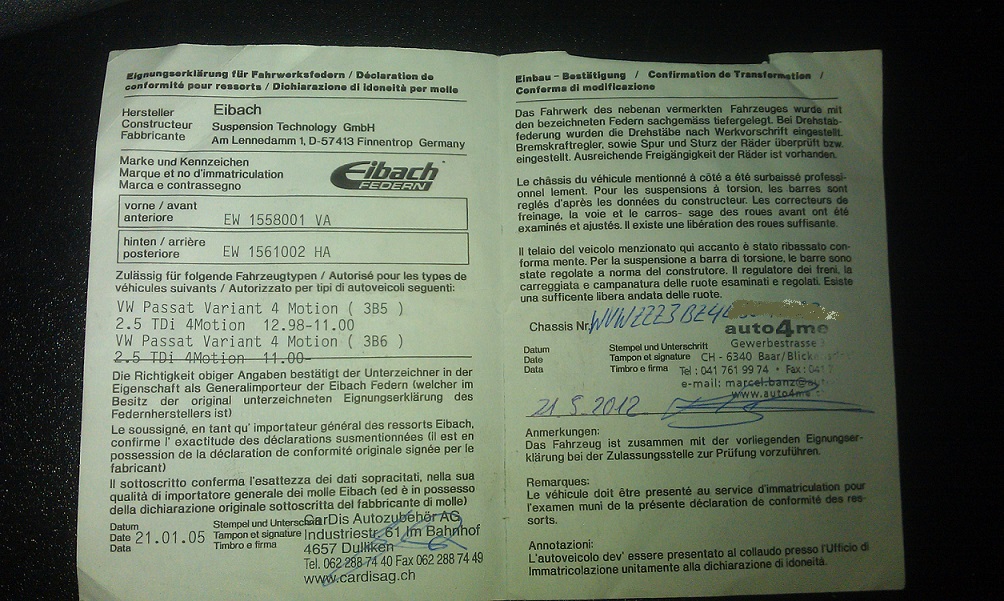 Eignungserklärung für Fahrwerksfedern / Déclaration de
conformité pour ressorts / Dichiarazione di idoneità per molle
Hersteller
Constructeur
Fabbricante
Eibach
Suspension Technology GmbH
Am Lennedamm 1, D-57413 Finnentrop Germany
Marke und Kennzeichen
Marque et no d'immatriculation
Marca e contrassegno
Eibach
FEDERN
vorne / avant
anteriore
EW 1558001 VA
hinten / arrière
posteriore
EW 1561002 HA
Zulässig für folgende Fahrzeugtypen / Autorisé pour les types de
véhicules suivants / Autorizzato per tipi di autoveicoli seguenti:
VW Passat Variant 4 Motion ( 3B5 )
2.5 TDi 4Motion 12.98-11.00
VW Passat Variant 4 Motion ( 3B6 )
2.5 TDi 4Motion 11.00-
Die Richtigkeit obiger Angaben bestätigt der Unterzeichner in der
Eigenschaft als Generalimporteur der Eibach Federn (welcher im
Besitz der original unterzeichneten Eignungserklärung des
Federnherstellers ist)
Le soussigné, en tant qu' importateur général des ressorts Eibach,
confirme l' exactitude des déclarations susmentionnées (il est en
possession de la déclaration de conformité originale signée par le
fabricant)
Il sottoscritto conferma l'esattezza dei dati sopracitati, nella sua
qualità di importatore generale dei molle Eibach (ed è in possesso
della dichiarazione originale sottoscritta del fabbricante di molle)
Datum
Date
Data
21.01.05
Stempel und Unterschrift
Tampon et signature
Timbro e firma
CarDis Autozubehör AG
Industriestr. 61 Im Bahnhof
4657 Dulliken
Tel. 062 288 74 40 Fax 062 288 74 49
www.cardisag.ch
Einbau - Bestätigung / Confirmation de Transformation /
Conferma di modificazione
Das Fahrwerk des nebenan vermerkten Fahrzeuges wurde mit
den bezeichneten Federn sachgemäss tiefergelegt. Bei Drehstab-
federung wurden die Drehstäbe nach Werkvorschrift eingestellt.
Bremskraftregler, sowie Spur und Sturz der Räder überprüft bzw.
eingestellt. Ausreichende Freigängigkeit der Räder ist vorhanden.
Le châssis du véhicule mentionné à côté a été surbaissé professi-
onnel lement. Pour les suspensions à torsion, les barres sont
reglés d'après les données du constructeur. Les correcteurs de
freinage, la voie et le carros- sage des roues avant ont été
examinés et ajustés. Il existe une libération des roues suffisante.
Il telaio del veicolo menzionato qui accanto è stato ribassato con-
forma mente. Per la suspensione a barra di torsione, le barre sono
state regolate a norma del construtore. Il regulatore dei freni, la
carreggiata e campanatura delle ruote esaminati e regolati. Esiste
una sufficente libera andata delle ruote.
Chassis Nr. WVWZZZ3BZ4
auto4me
Gewerbestrasse
Datum
Date
Data
Stempel und Unterschrift
Tampon et signature
Timbro e firma
CH - 6340 Baar/
Tel : 041 761 99 74 • Fax : 041
e-mail: marcel.banz@
www.auto4me
21.5.2012
Anmerkungen:
Das Fahrzeug ist zusammen mit der vorliegenden Eignungser-
klärung bei der Zulassungsstelle zur Prüfung vorzuführen.
Remarques:
Le véhicule doit être presenté au service d'immatriculation pour
l'examen muni de la présente déclaration de conformité des res-
sorts.
Annotazioni:
L'autoveicolo dev' essere presentato al collaudo presso l'Ufficio di
Immatricolazione unitamente alla dichiarazione di idoneità.